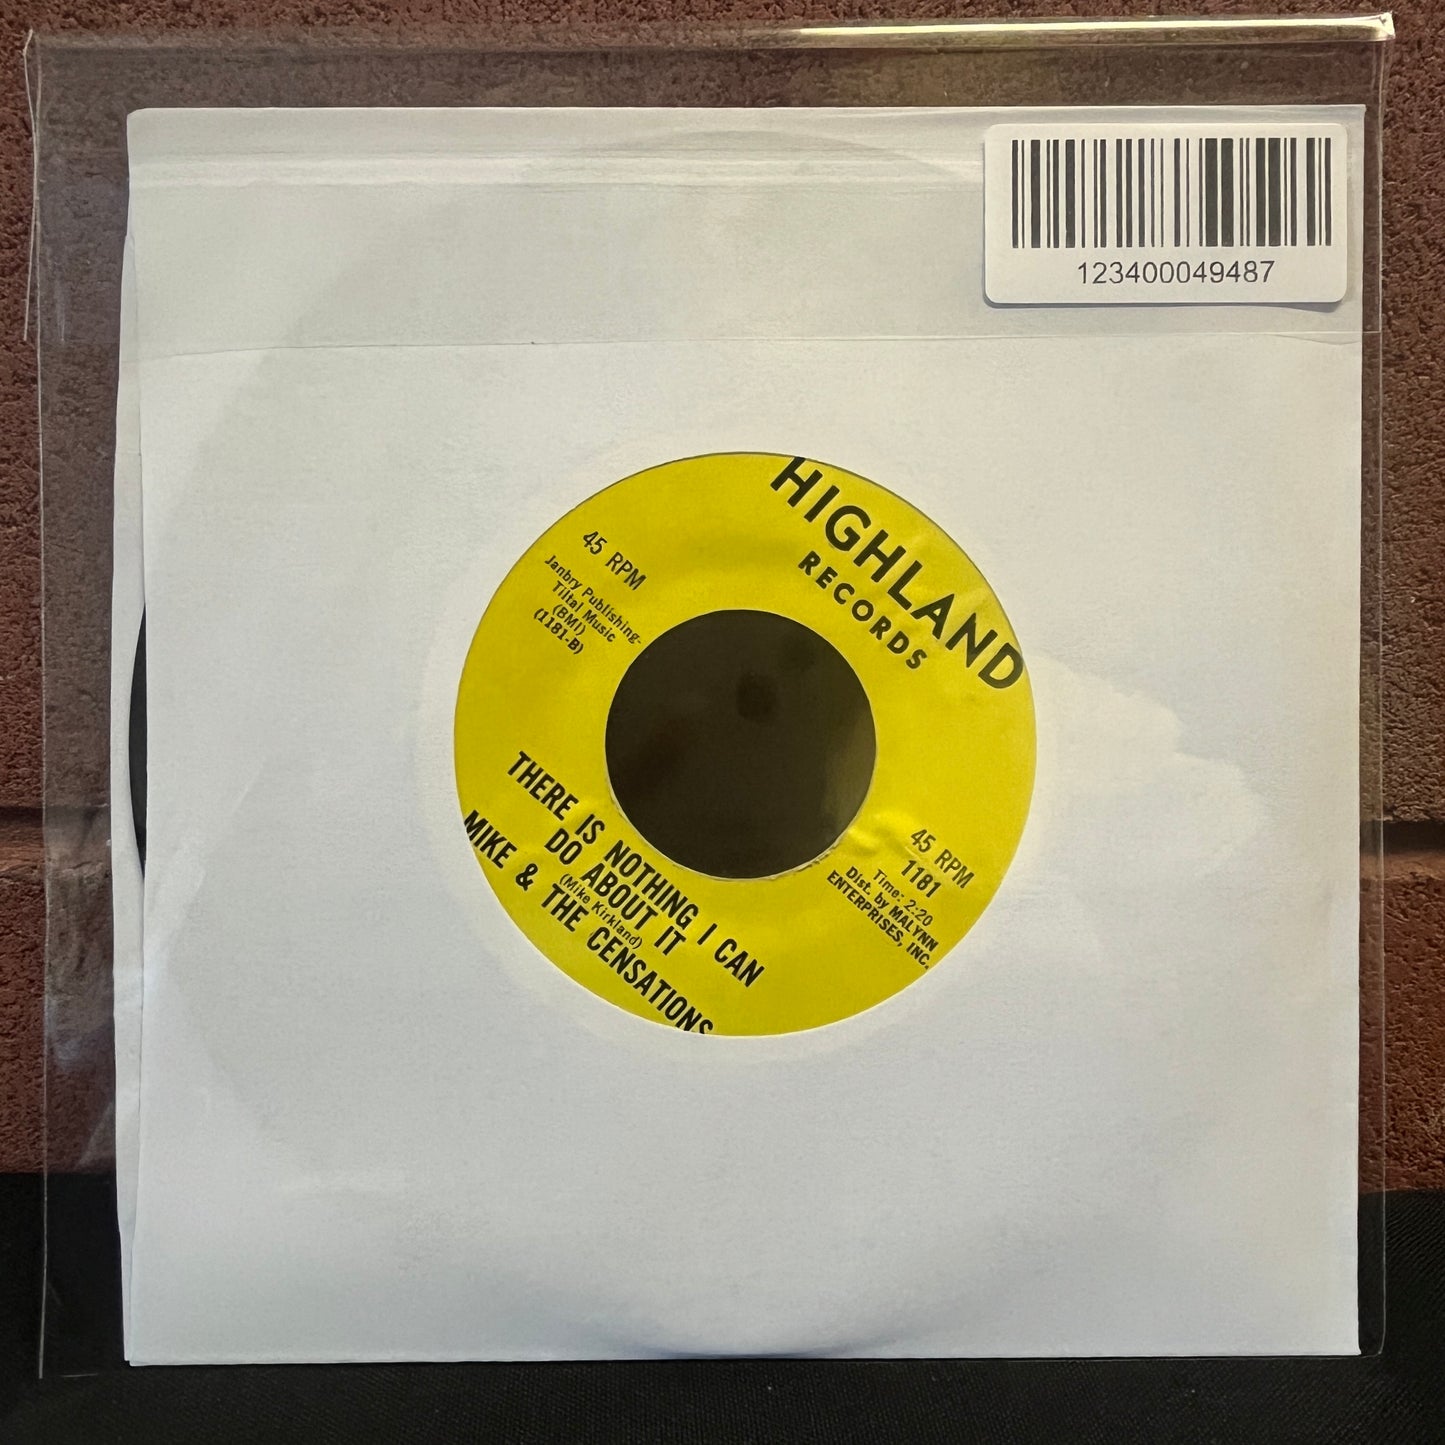 123400049487
HIGHLAND
RECORDS
45 RPM
Janbry Publishing-
Tiltal Music
(BMI)
(1181-B)
45 RPM
1181
Time: 2:20
Dist. by MALYNN
ENTERPRISES, INC.
THERE IS NOTHING I CAN
DO ABOUT IT
(Mike Kirkland)
MIKE & THE CENSATIONS